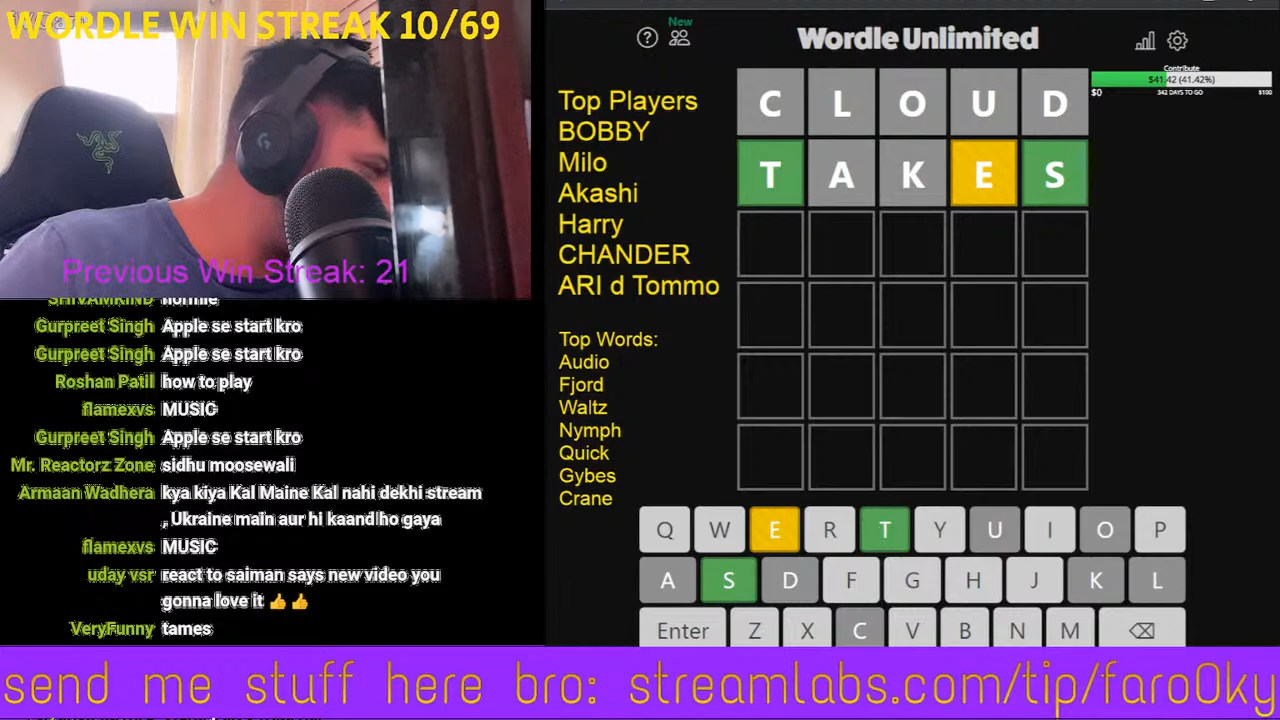 WORDLE WIN STREAK 10/69
Previous Win Streak: 21
Gurpreet Singh Apple se start kro
Gurpreet Singh Apple se start kro
Roshan Patil how to play
flamexvs MUSIC
Gurpreet Singh Apple se start kro
Mr. Reactorz Zone sidhu moosewali
Armaan Wadhera kya kiya Kal Maine Kal nahi dekhi stream
, Ukraine main aur hi kaand ho gaya
flamexvs MUSIC
uday vsr react to saiman says new video you
gonna love it 👍👍
VeryFunny tames
Top Players
BOBBY
Milo
Akashi
Harry
CHANDER
ARI d Tommo
Top Words:
Audio
Fjord
Waltz
Nymph
Quick
Gybes
Crane
New
Wordle Unlimited
Contribute
$41.42 (41.42%)
$0 342 DAYS TO GO $100
C L O U D
T A K E S
Q W E R T Y U I O P
A S D F G H J K L
Enter Z X C V B N M
send me stuff here bro: streamlabs.com/tip/faro0ky